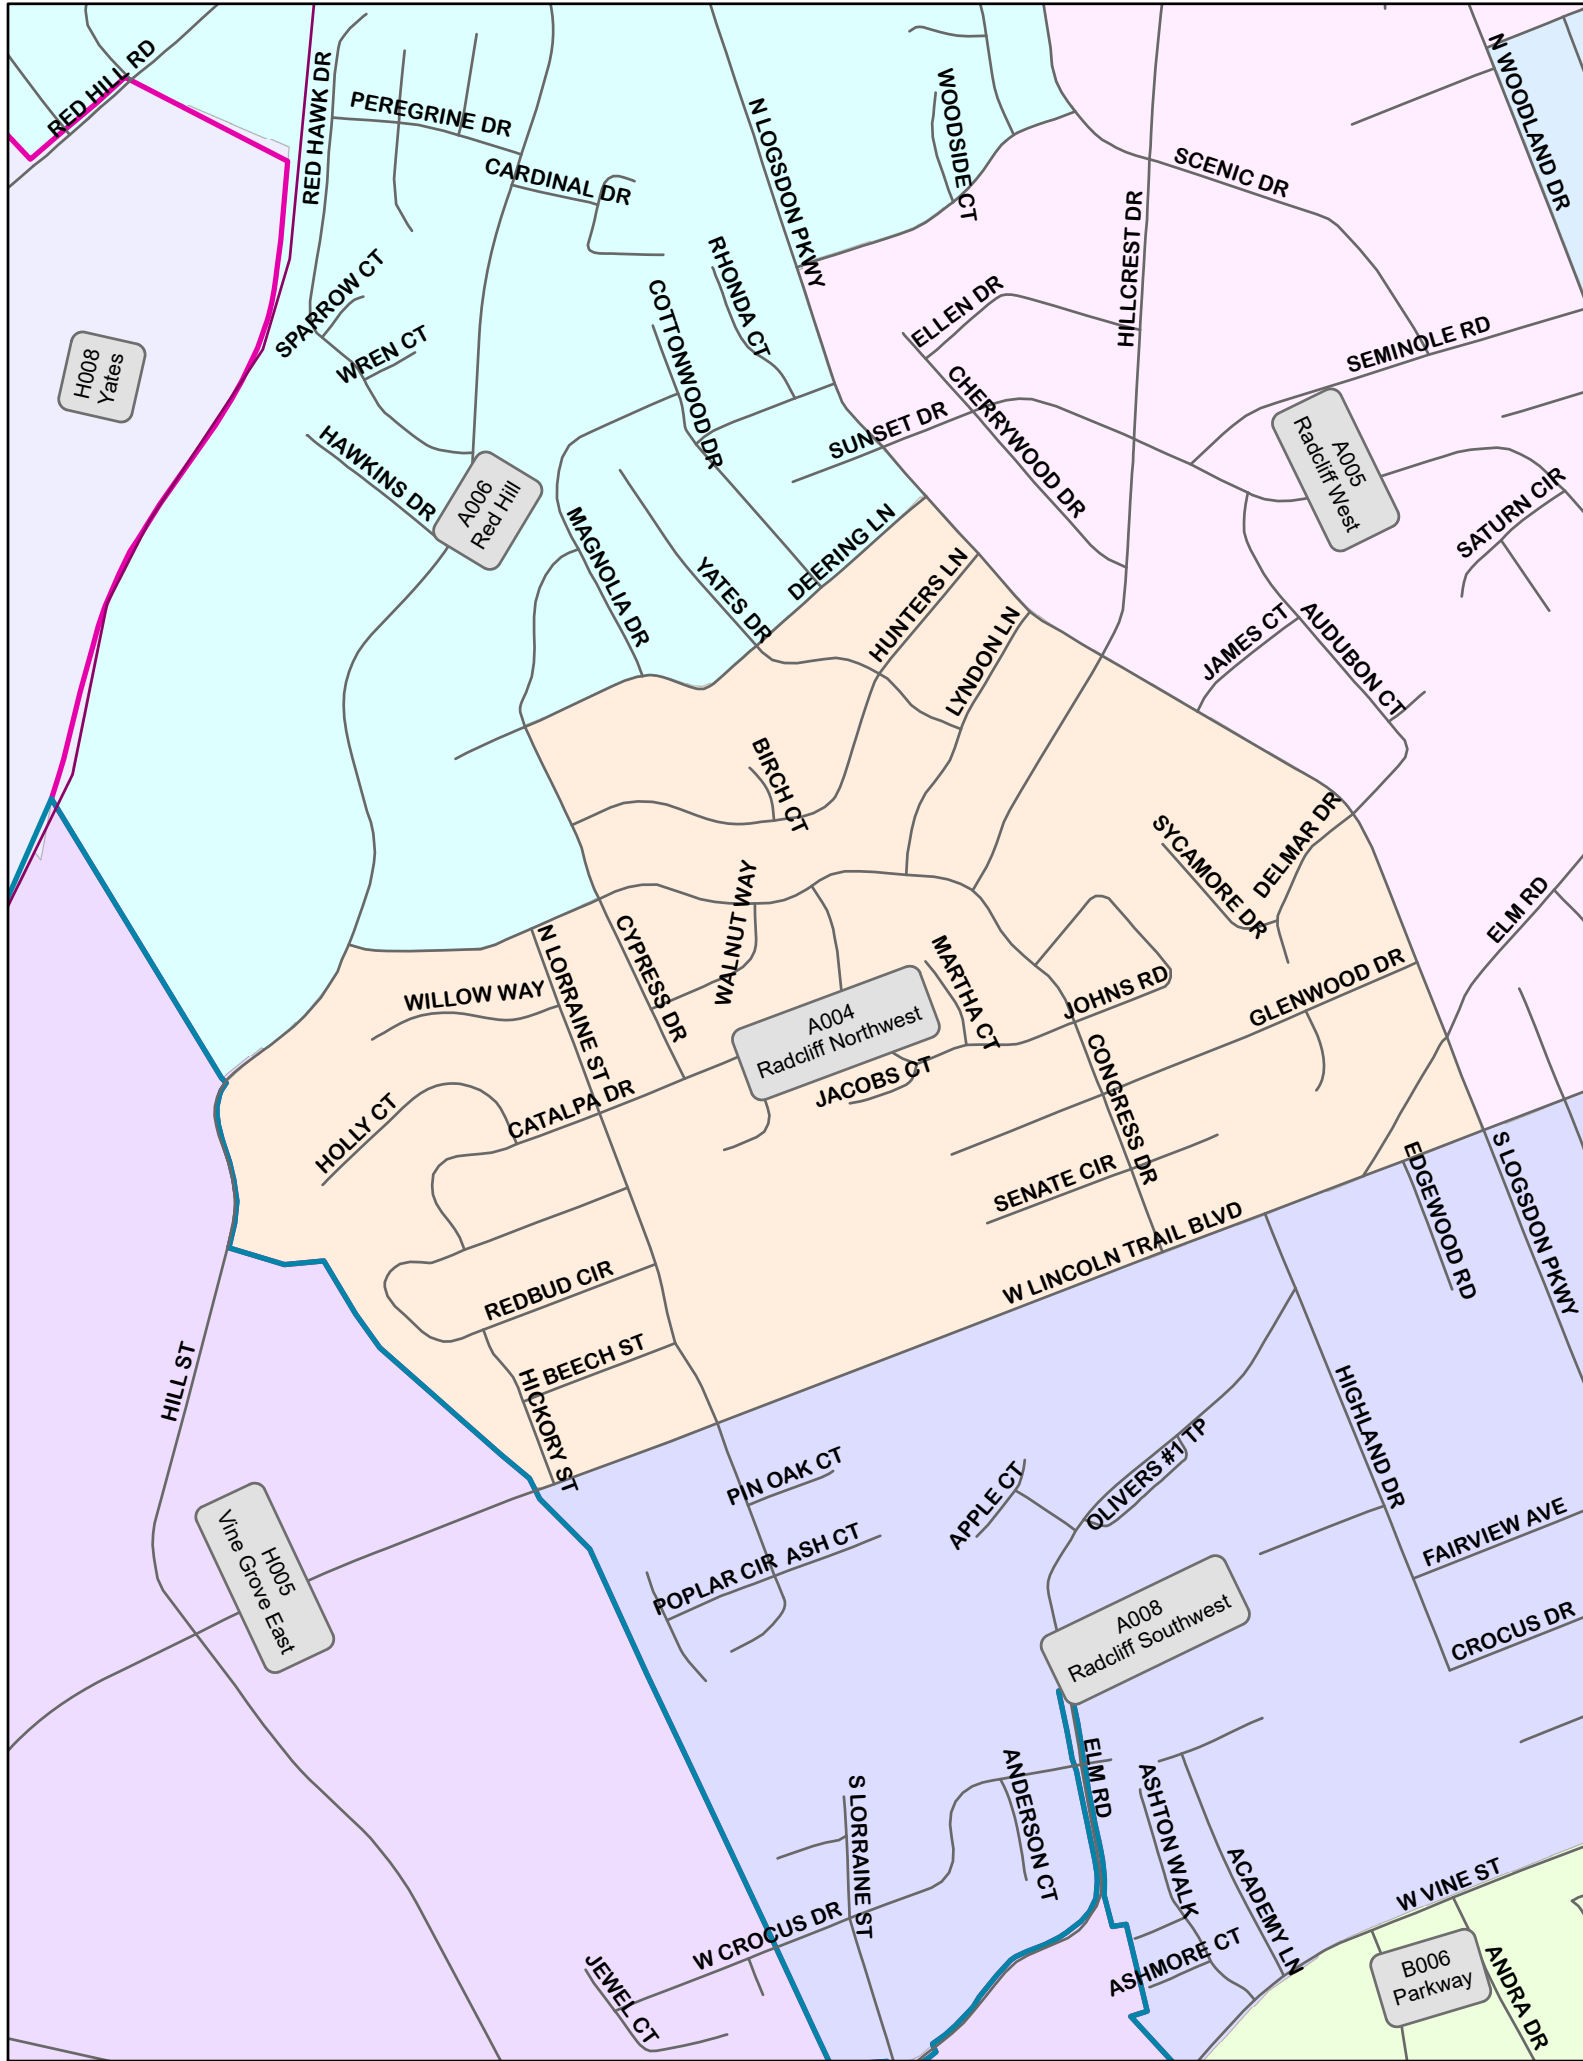 RED HILL RD
RED HAWK DR
PEREGRINE DR
CARDINAL DR
N LOGSDON PKWY
WOODSIDE CT
SCENIC DR
N WOODLAND DR
HILLCREST DR
SPARROW CT
WREN CT
RHONDA CT
COTTONWOOD DR
ELLEN DR
SEMINOLE RD
H008
Yates
CHERRYWOOD DR
SUNSET DR
HAWKINS DR
A006
Red Hill
A005
Radcliff West
SATURN CIR
MAGNOLIA DR
YATES DR
DEERING LN
HUNTERS LN
LYNDON LN
JAMES CT
AUDUBON CT
BIRCH CT
SYCAMORE DR
DELMAR DR
ELM RD
WALNUT WAY
CYPRESS DR
N LORRAINE ST
WILLOW WAY
MARTHA CT
JOHNS RD
GLENWOOD DR
A004
Radcliff Northwest
JACOBS CT
CONGRESS DR
HOLLY CT
CATALPA DR
SENATE CIR
EDGEWOOD RD
S LOGSDON PKWY
W LINCOLN TRAIL BLVD
REDBUD CIR
BEECH ST
HICKORY ST
HILL ST
HIGHLAND DR
PIN OAK CT
APPLE CT
OLIVERS #1 TP
FAIRVIEW AVE
H005
Vine Grove East
POPLAR CIR
ASH CT
A008
Radcliff Southwest
CROCUS DR
ELM RD
ANDERSON CT
S LORRAINE ST
ASHTON WALK
ACADEMY LN
W VINE ST
W CROCUS DR
ASHMORE CT
JEWEL CT
B006
Parkway
ANDRA DR